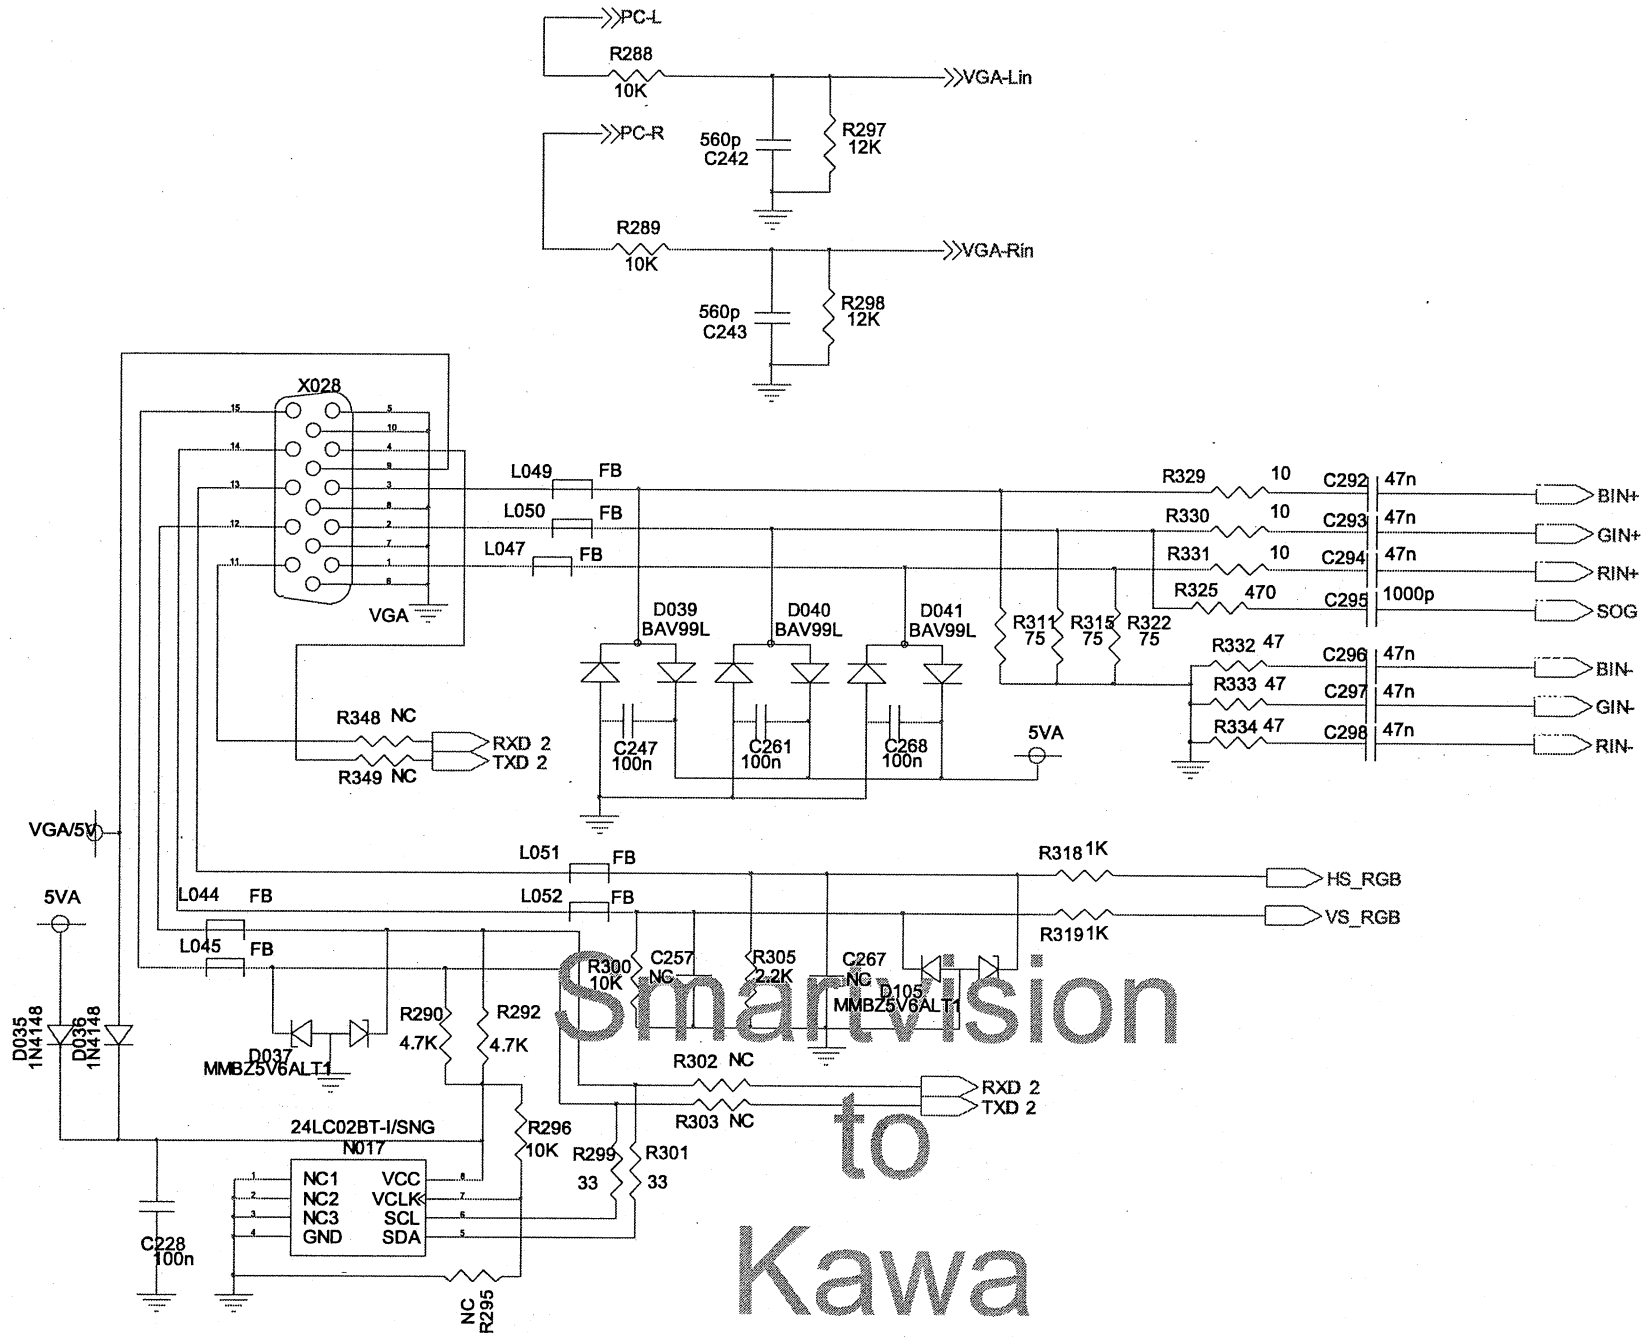 PC-L
R288
10K
VGA-Lin
PC-R
560p
C242
R297
12K
R289
10K
VGA-Rin
560p
C243
R298
12K
X028
15
5
10
14
4
9
13
3
8
12
2
7
11
1
6
VGA
L049 FB
L050 FB
L047 FB
R329 10 C292 47n BIN+
R330 10 C293 47n GIN+
R331 10 C294 47n RIN+
R325 470 C295 1000p SOG
D039
BAV99L
D040
BAV99L
D041
BAV99L
R311
75
R315
75
R322
75
R332 47 C296 47n BIN-
R333 47 C297 47n GIN-
R334 47 C298 47n RIN-
C247
100n
C261
100n
C268
100n
5VA
R348 NC
RXD 2
TXD 2
R349 NC
VGA/5V
L051 FB
R318 1K
HS_RGB
5VA
L044 FB
L052 FB
VS_RGB
R319 1K
L045 FB
R300
10K
C257
NC
R305
2.2K
C267
NC
D105
MMBZ5V6ALT1
D035
1N4148
D036
1N4148
D037
MMBZ5V6ALT1
R290
4.7K
R292
4.7K
Smartvision
to
Kawa
R302 NC
RXD 2
TXD 2
R303 NC
24LC02BT-I/SNG
N017
R296
10K
R299
33
R301
33
1 NC1 VCC 8
2 NC2 VCLK 7
3 NC3 SCL 6
4 GND SDA 5
C228
100n
NC
R295